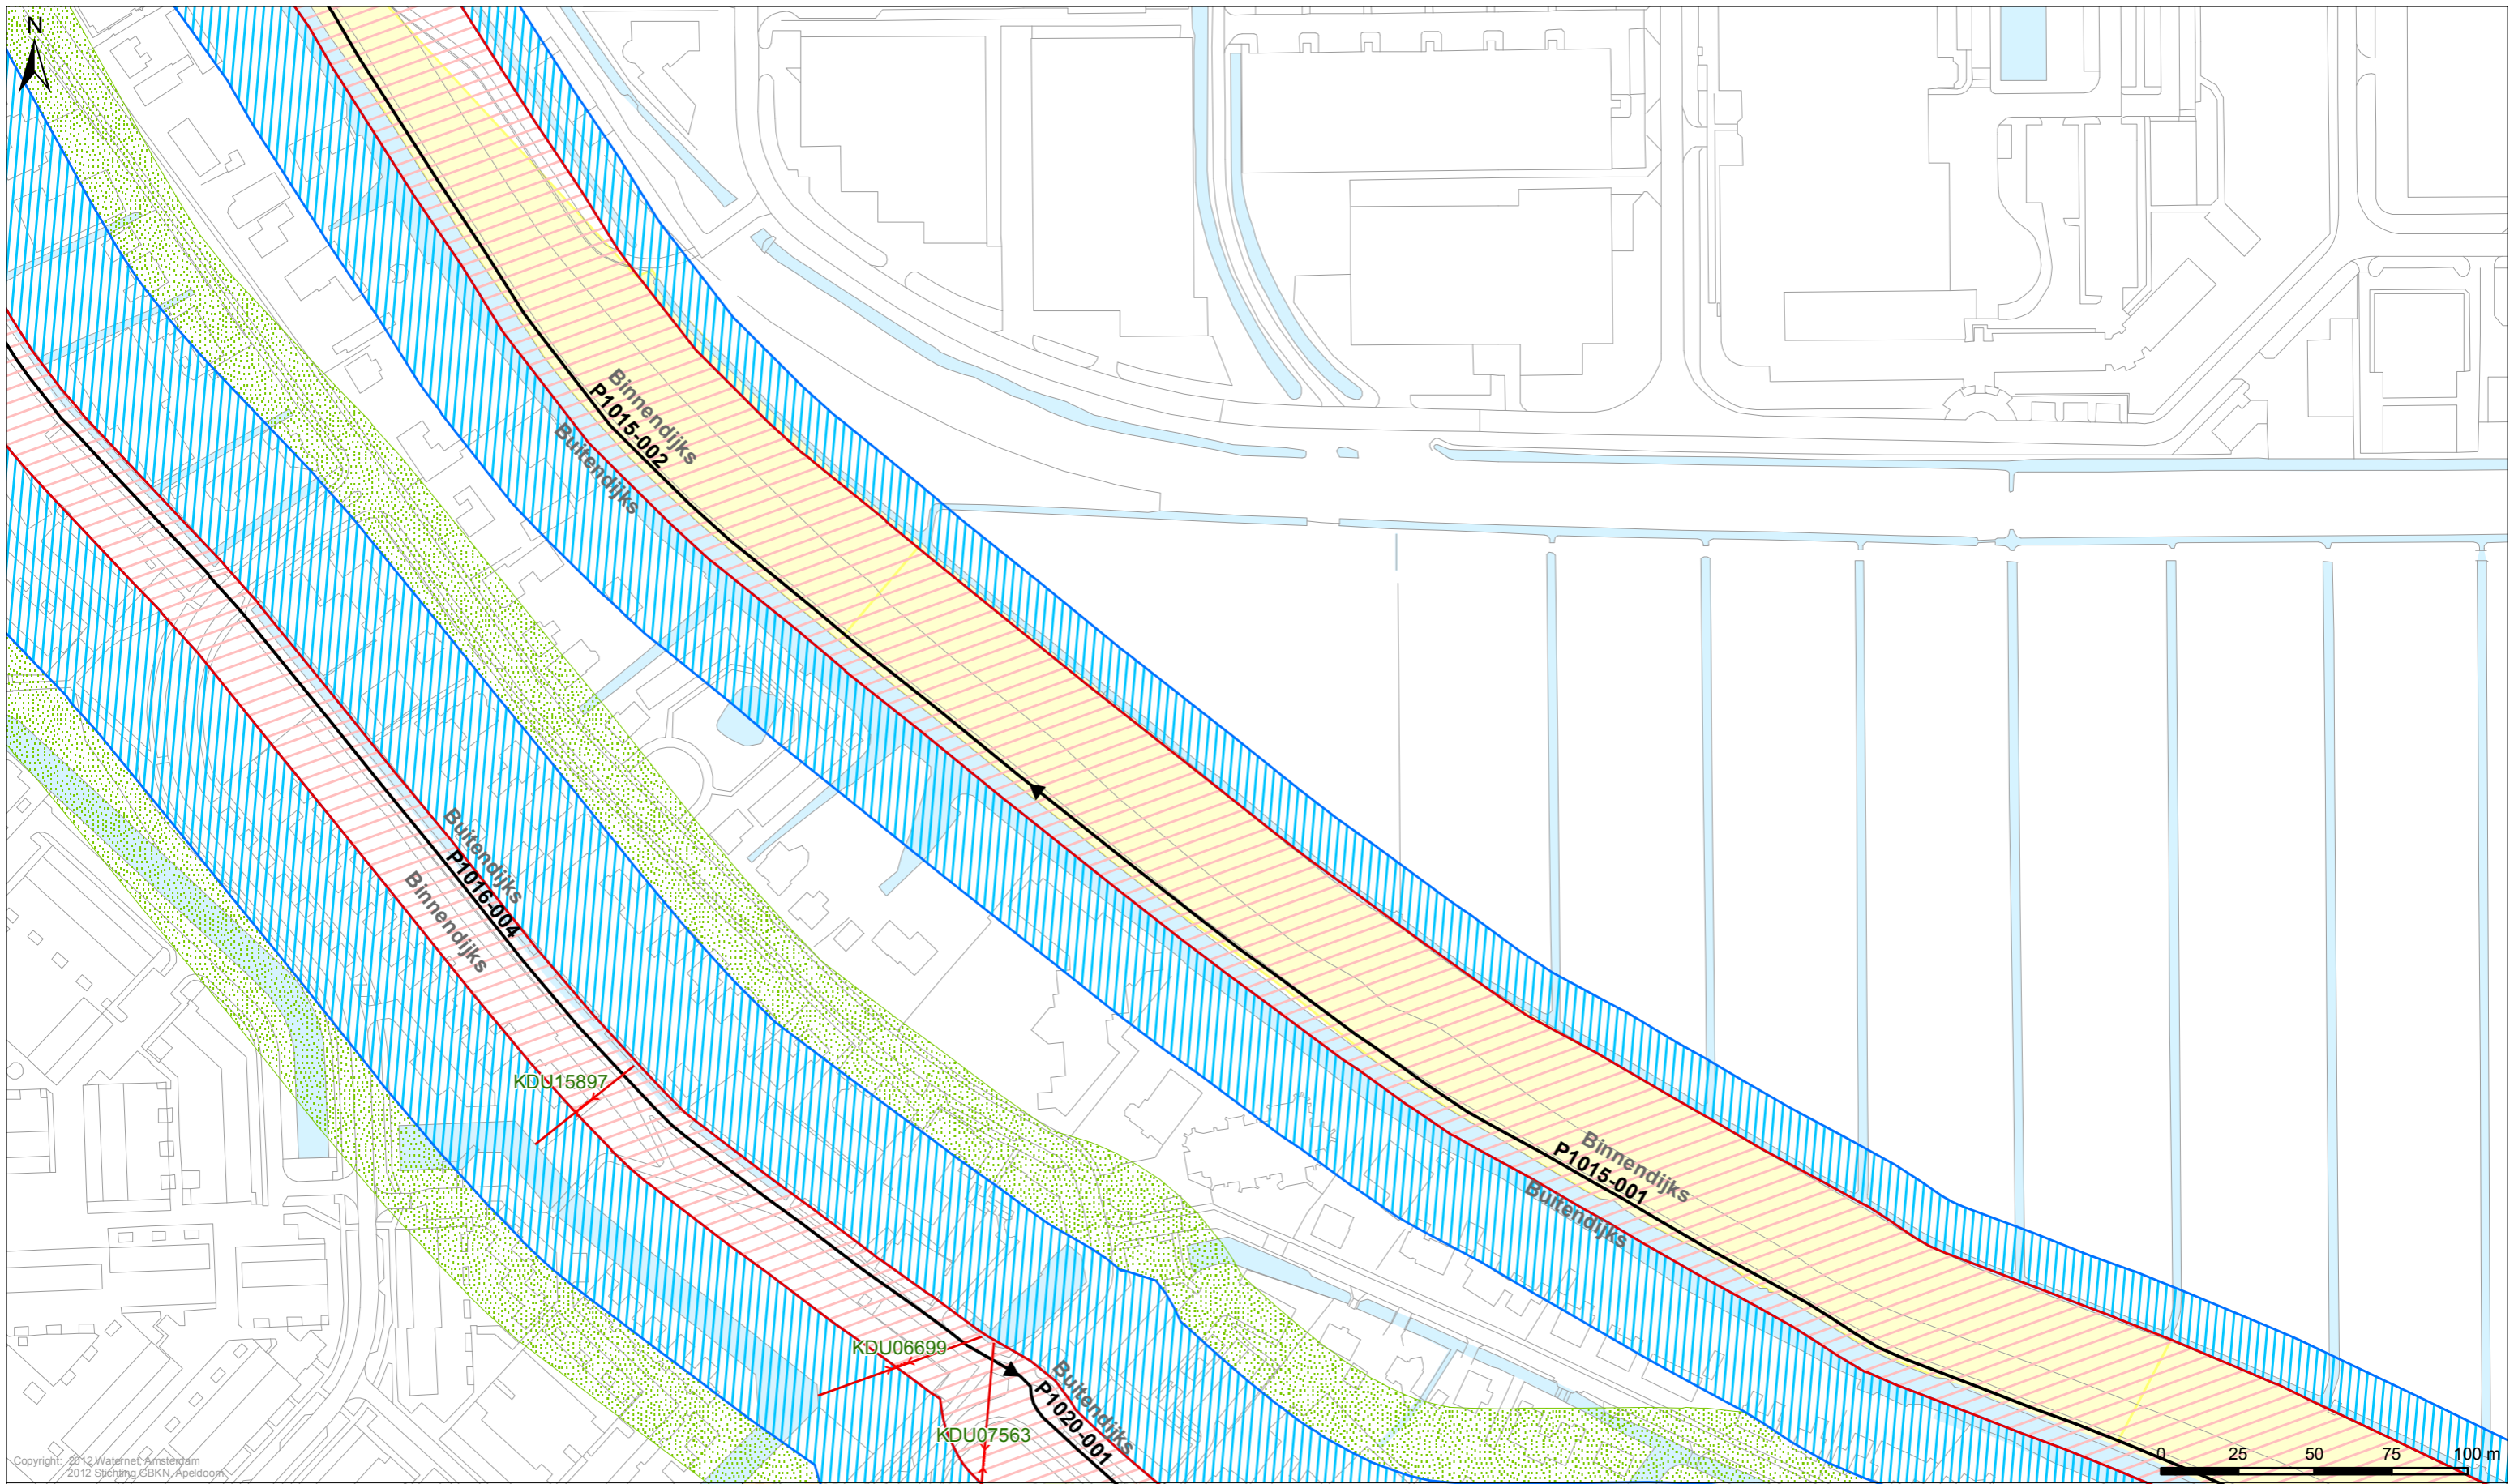 N
Binnendijks
P1015-002
Buitendijks
Buitendijks
P1016-004
Binnendijks
KDU15897
Binnendijks
P1015-001
Buitendijks
KDU06699
Buitendijks
P1020-001
KDU07563
0 25 50 75 100 m
Copyright: 2012 Waternet, Amsterdam
2012 Stichting GBKN, Apeldoorn